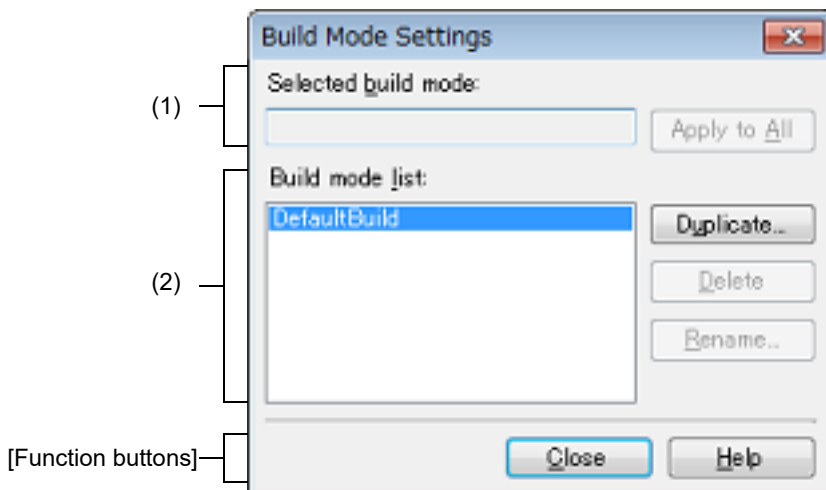 Build Mode Settings
(1)
Selected build mode:
Apply to All
Build mode list:
(2)
DefaultBuild
Duplicate...
Delete
Rename...
[Function buttons]
Close
Help